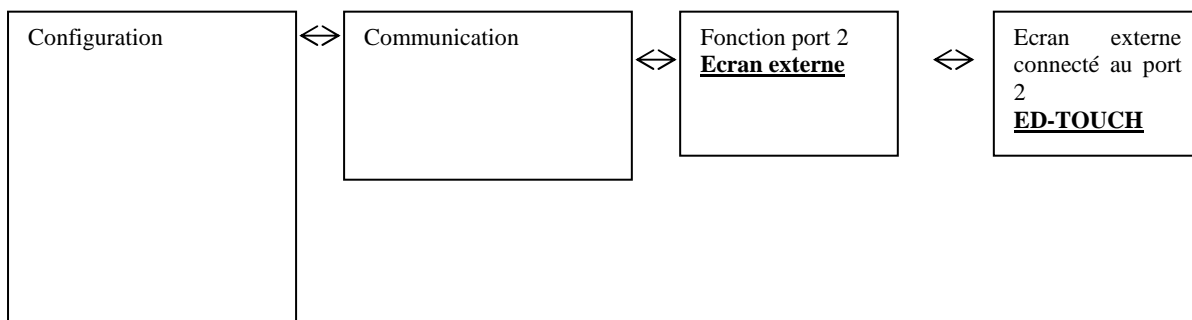 Configuration
Communication
Fonction port 2
Ecran externe
Ecran externe
connecté au port
2
ED-TOUCH